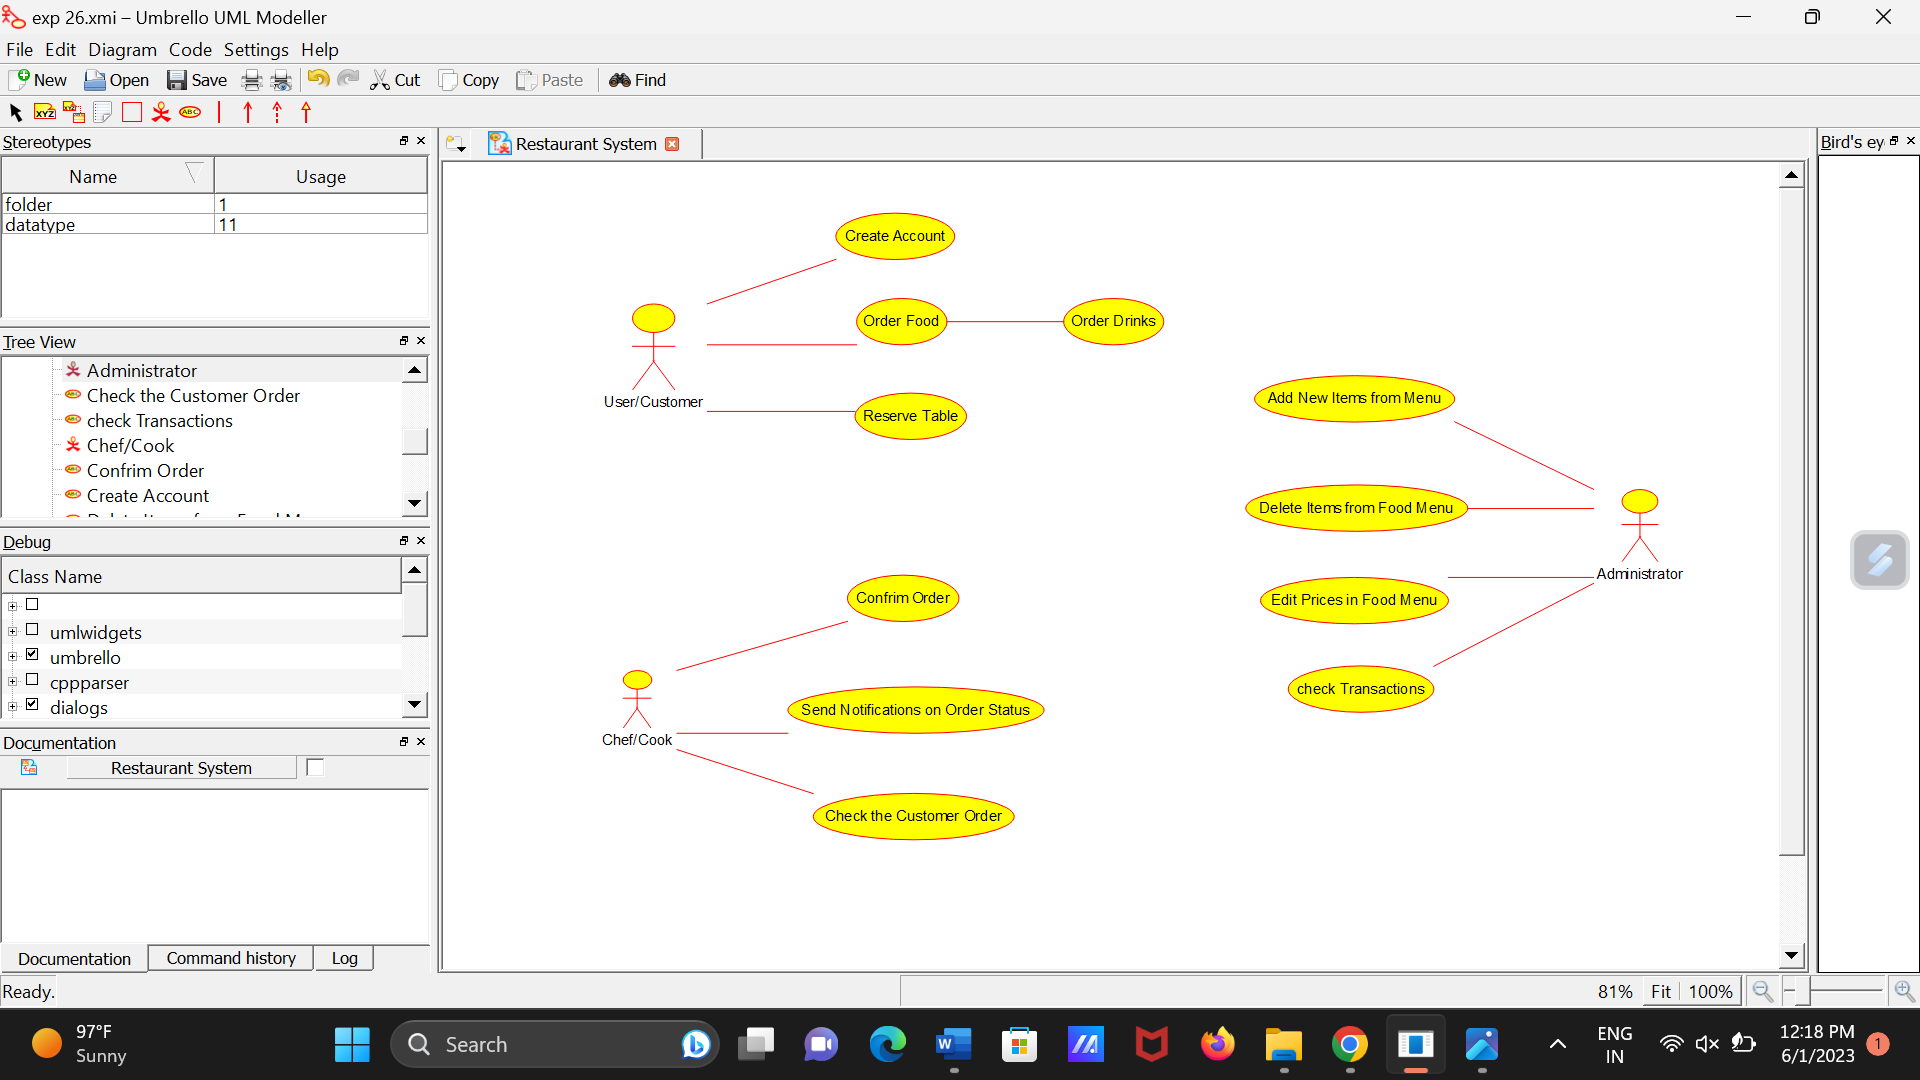 exp 26.xmi – Umbrello UML Modeller
File Edit Diagram Code Settings Help
New Open Save Cut Copy Paste Find
XYZ XYZ ABC
Stereotypes
Name Usage
folder 1
datatype 11
Tree View
Administrator
Check the Customer Order
check Transactions
Chef/Cook
Confrim Order
Create Account
Debug
Class Name
umlwidgets
umbrello
cppparser
dialogs
Documentation
Restaurant System
Documentation Command history Log
Ready.
Restaurant System
Create Account
Order Food Order Drinks
User/Customer
Reserve Table
Add New Items from Menu
Delete Items from Food Menu
Administrator
Edit Prices in Food Menu
check Transactions
Confrim Order
Send Notifications on Order Status
Chef/Cook
Check the Customer Order
Bird's ey
81% Fit 100%
97°F
Sunny
Search
ENG
IN
12:18 PM
6/1/2023
1